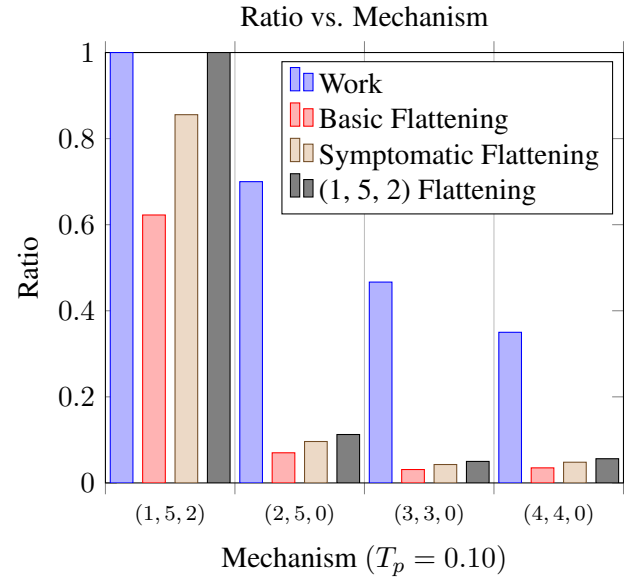 Ratio vs. Mechanism
1
0.8
0.6
0.4
0.2
0
Ratio
Work
Basic Flattening
Symptomatic Flattening
(1, 5, 2) Flattening
(1, 5, 2)
(2, 5, 0)
(3, 3, 0)
(4, 4, 0)
Mechanism (T_p = 0.10)